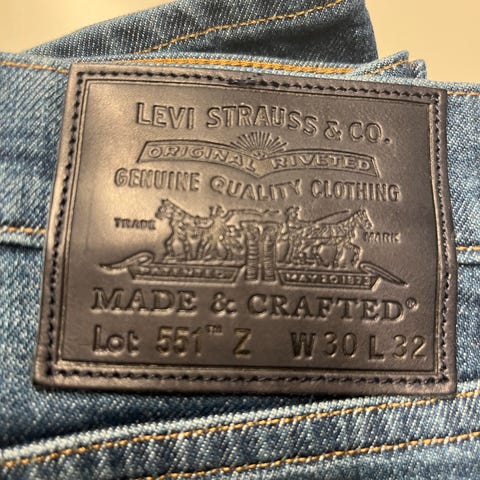 LEVI STRAUSS & CO.
ORIGINAL RIVETED
GENUINE QUALITY CLOTHING
TRADE MARK
PATENTED MAY 20 1873
MADE & CRAFTED®
Lot 551™ Z W 30 L 32